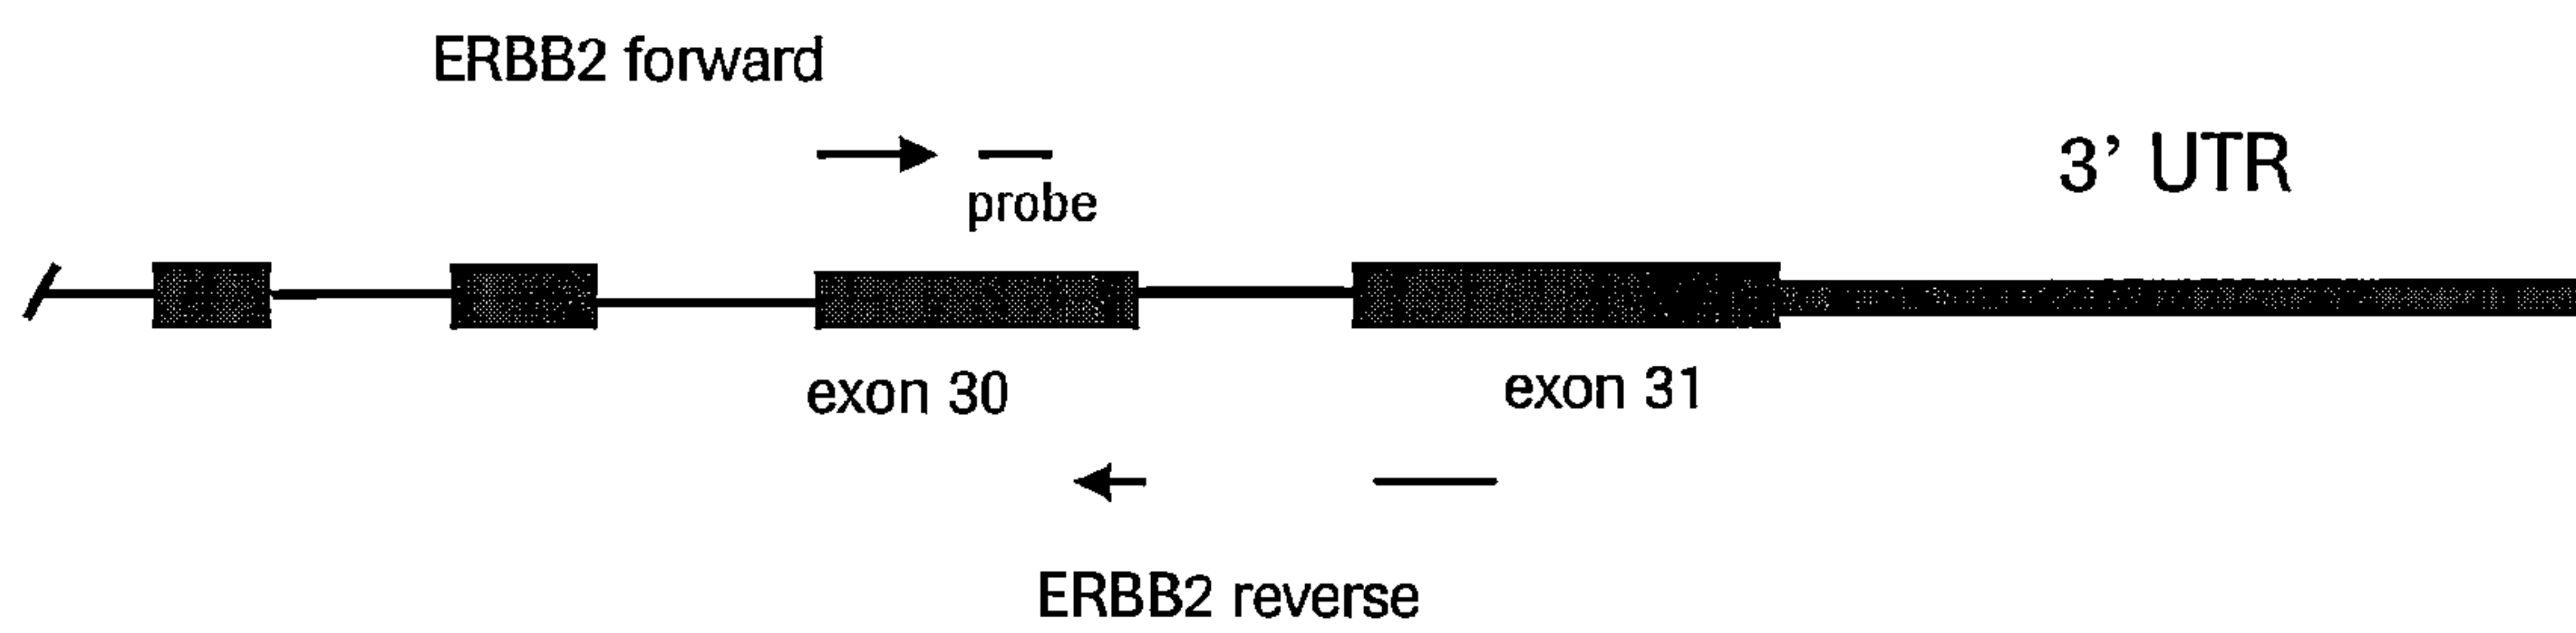 ERBB2 forward
probe
3’ UTR
exon 30
exon 31
ERBB2 reverse